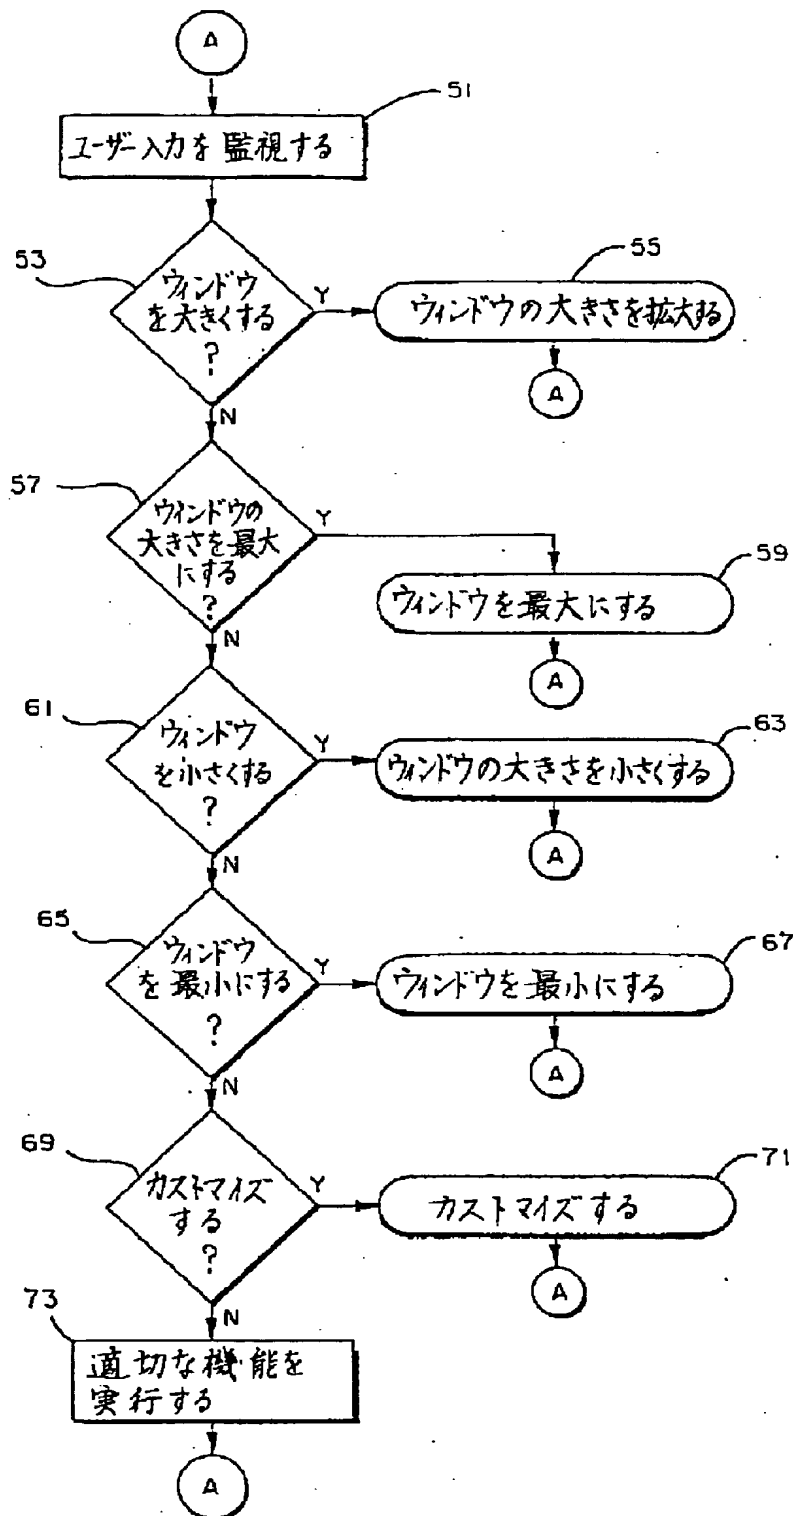 A
51
ユーザー入力を監視する
53
ウィンドウ
を大きくする
?
Y
55
ウィンドウの大きさを拡大する
A
N
57
ウィンドウの
大きさを最大
にする
?
Y
59
ウィンドウを最大にする
A
N
61
ウィンドウ
を小さくする
?
Y
63
ウィンドウの大きさを小さくする
A
N
65
ウィンドウ
を最小にする
?
Y
67
ウィンドウを最小にする
A
N
69
カストマイズ
する
?
Y
71
カストマイズする
A
N
73
適切な機能を
実行する
A